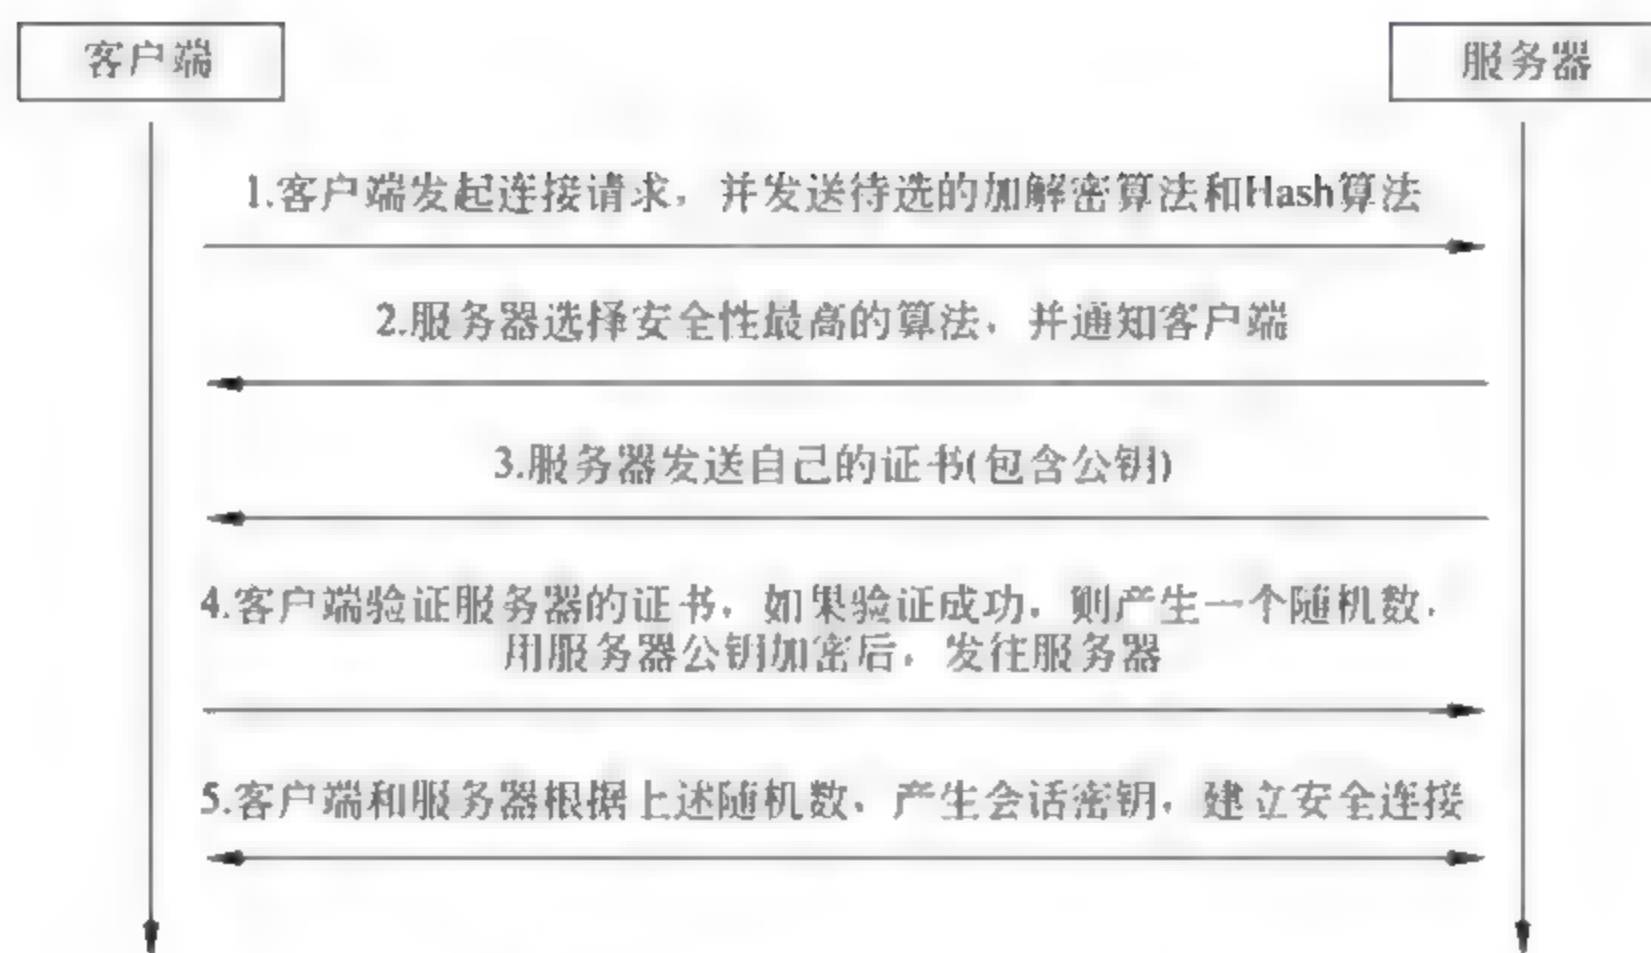 客户端
服务器
1.客户端发起连接请求，并发送待选的加解密算法和Hash算法
2.服务器选择安全性最高的算法，并通知客户端
3.服务器发送自己的证书(包含公钥)
4.客户端验证服务器的证书，如果验证成功，则产生一个随机数，
用服务器公钥加密后，发往服务器
5.客户端和服务器根据上述随机数，产生会话密钥，建立安全连接